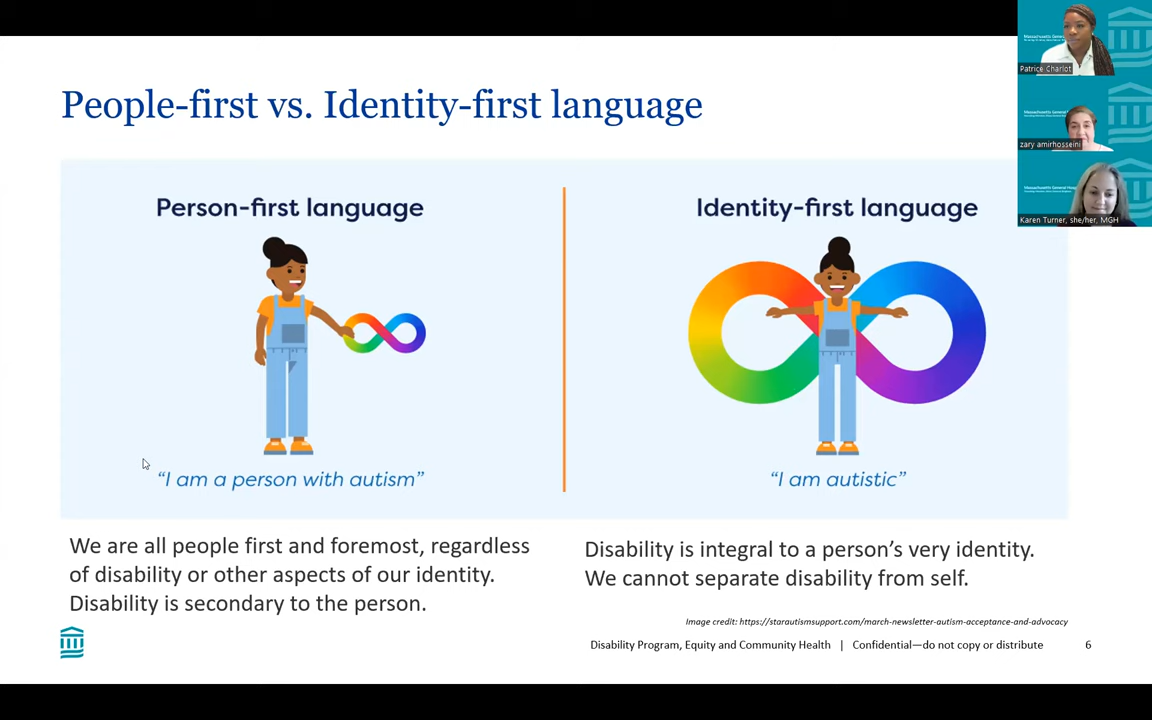 People-first vs. Identity-first language
Person-first language
Identity-first language
“I am a person with autism”
“I am autistic”
We are all people first and foremost, regardless
of disability or other aspects of our identity.
Disability is secondary to the person.
Disability is integral to a person’s very identity.
We cannot separate disability from self.
Image credit: https://starautismsupport.com/march-newsletter-autism-acceptance-and-advocacy
Disability Program, Equity and Community Health | Confidential—do not copy or distribute
6
Patrice Charlot
zary amirhosseini
Massachusetts General Hosp
Karen Turner, she/her, MGH